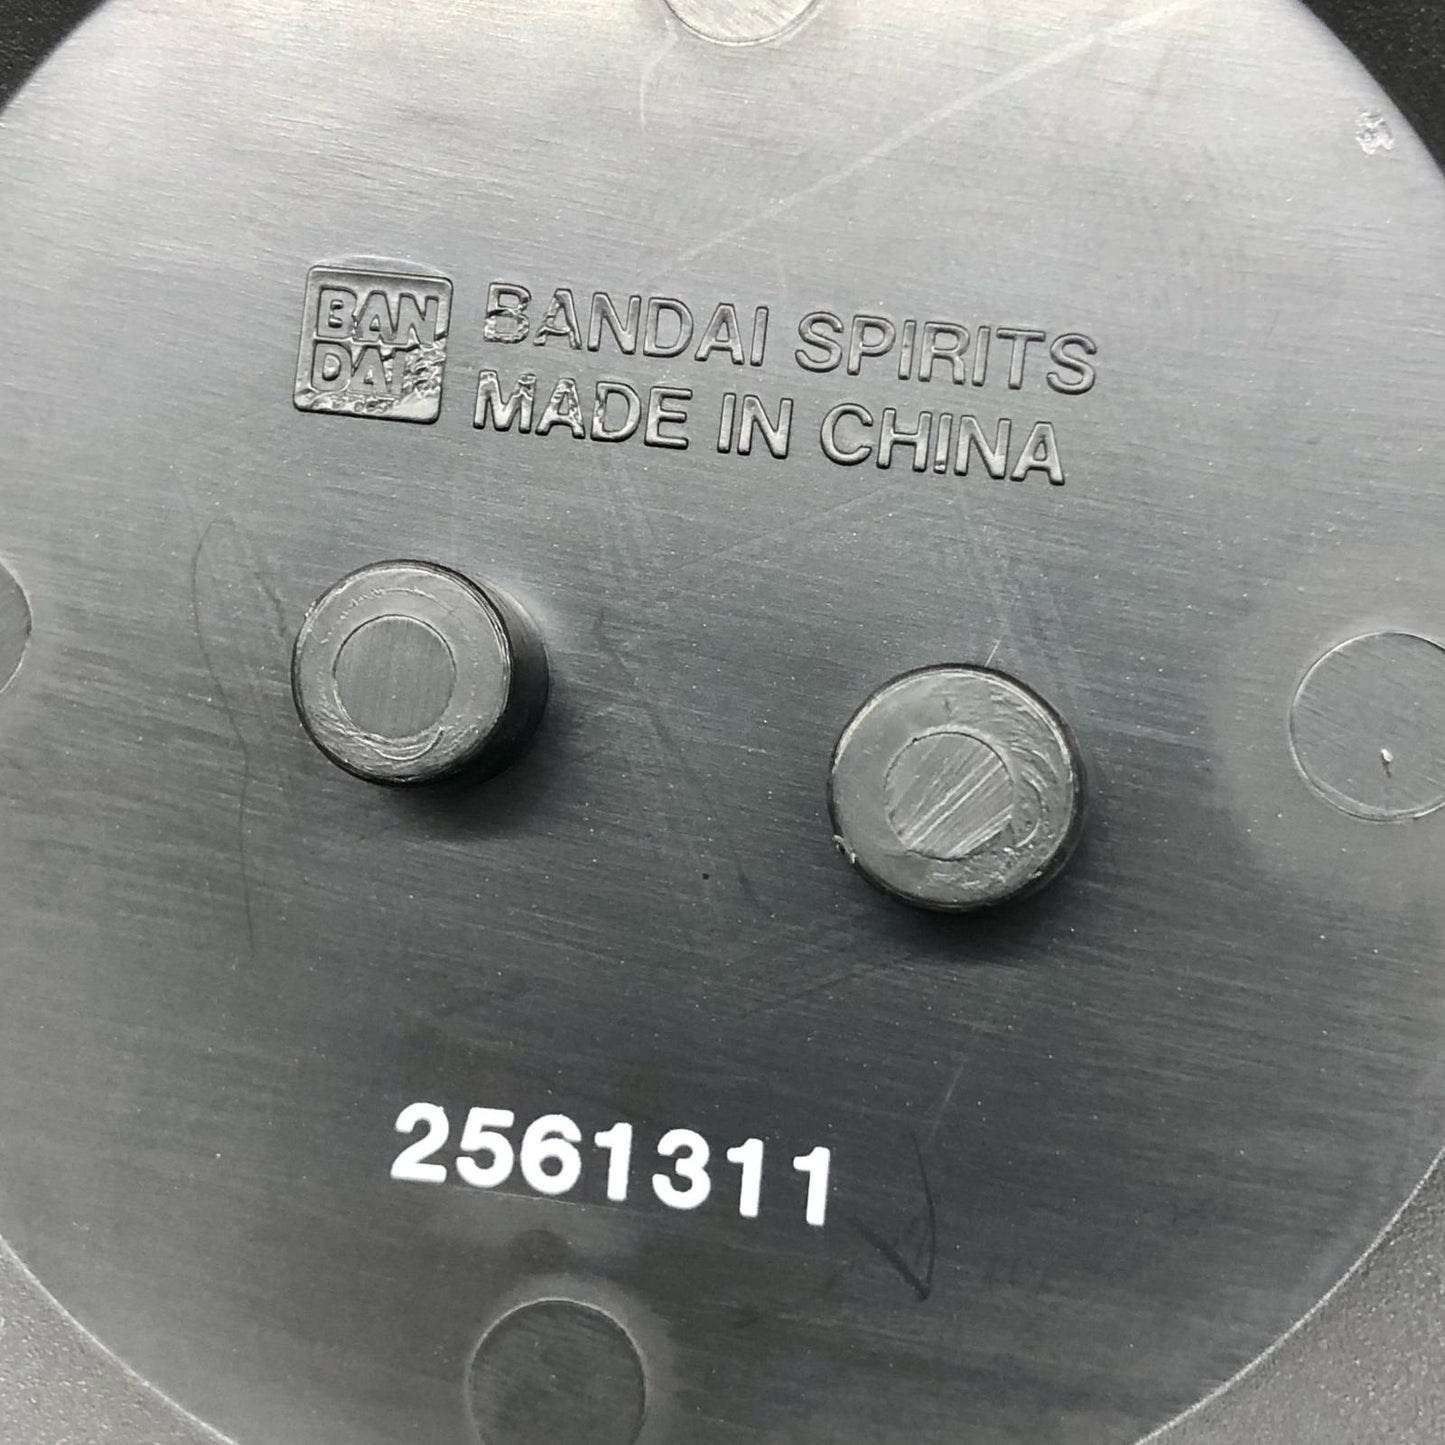 BAN
DAI
BANDAI SPIRITS
MADE IN CHINA
2561311